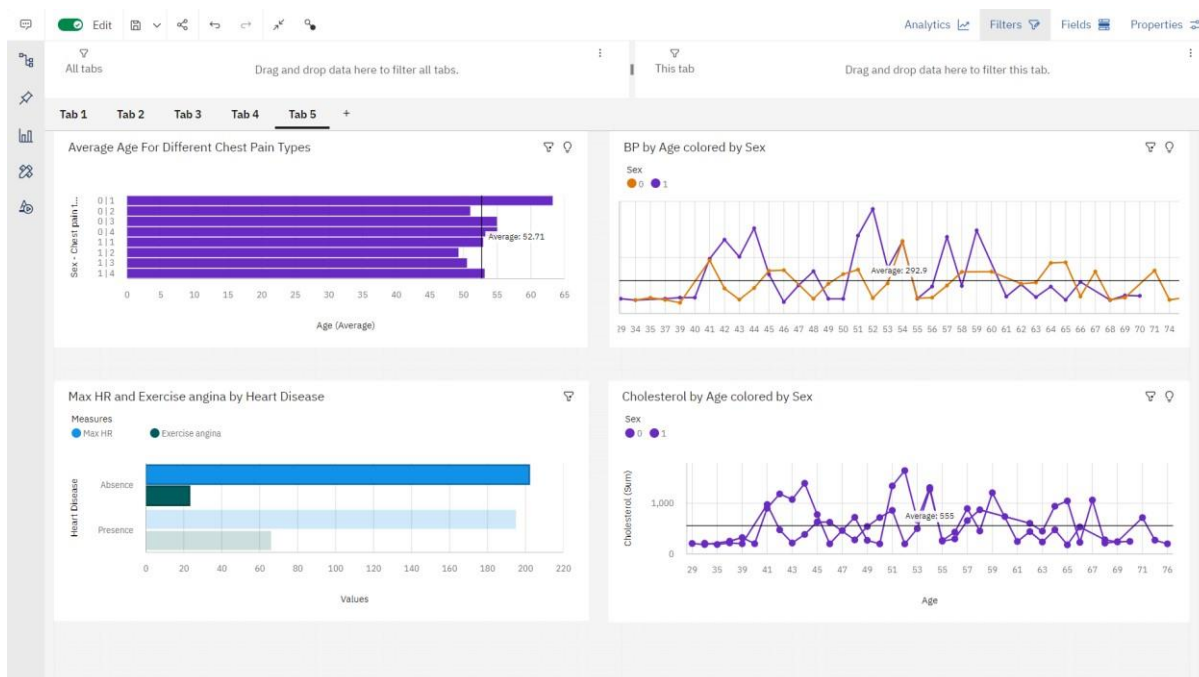 Edit
Analytics Filters Fields Properties
All tabs
Drag and drop data here to filter all tabs.
This tab
Drag and drop data here to filter this tab.
Tab 1 Tab 2 Tab 3 Tab 4 Tab 5 +
Average Age For Different Chest Pain Types
Sex - Chest pain t...
0|1
0|2
0|3
0|4
1|1
1|2
1|3
1|4
Average: 52.71
0 5 10 15 20 25 30 35 40 45 50 55 60 65
Age (Average)
BP by Age colored by Sex
Sex
0 1
Average: 292.9
29 34 35 37 39 40 41 42 43 44 45 46 47 48 49 50 51 52 53 54 55 56 57 58 59 60 61 62 63 64 65 66 67 68 69 70 71 74
Max HR and Exercise angina by Heart Disease
Measures
Max HR Exercise angina
Heart Disease
Absence
Presence
0 20 40 60 80 100 120 140 160 180 200 220
Values
Cholesterol by Age colored by Sex
Sex
0 1
Cholesterol (Sum)
1,000
0
Average: 555
29 35 39 41 43 45 47 49 51 53 55 57 59 61 63 65 67 69 71 76
Age